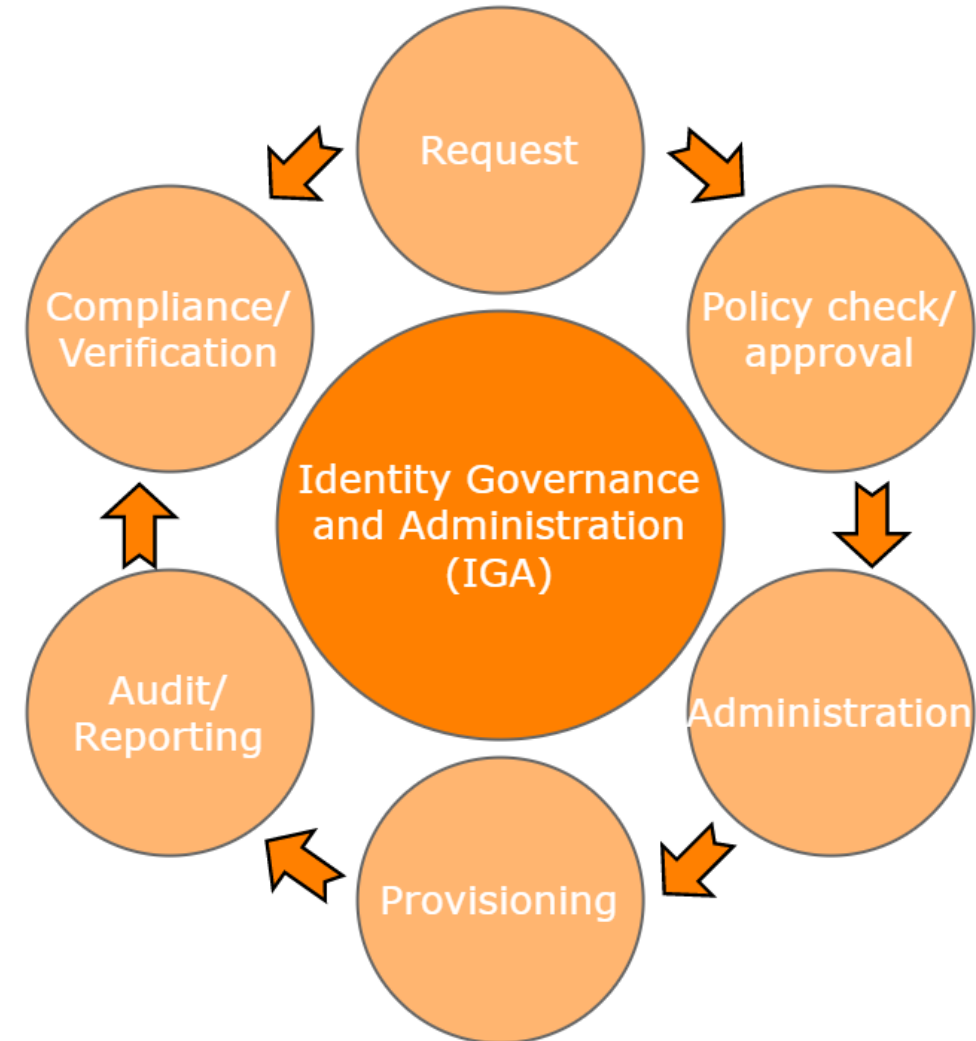 Request
Policy check/
approval
Administration
Provisioning
Audit/
Reporting
Compliance/
Verification
Identity Governance
and Administration
(IGA)